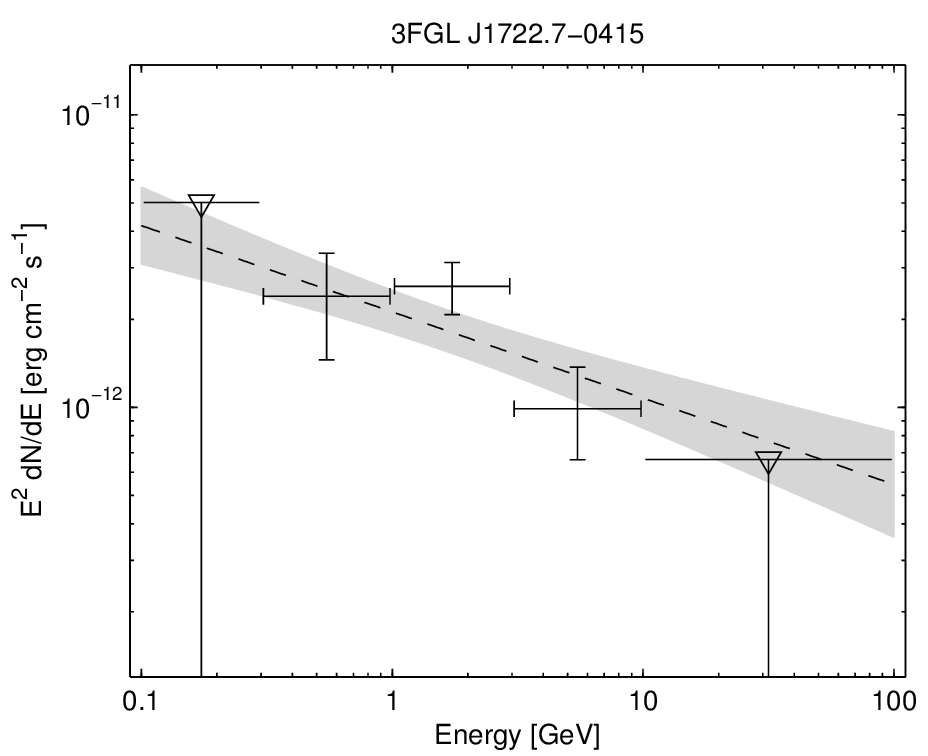 3FGL J1722.7−0415
E² dN/dE [erg cm⁻² s⁻¹]
10⁻¹¹
10⁻¹²
0.1 1 10 100
Energy [GeV]